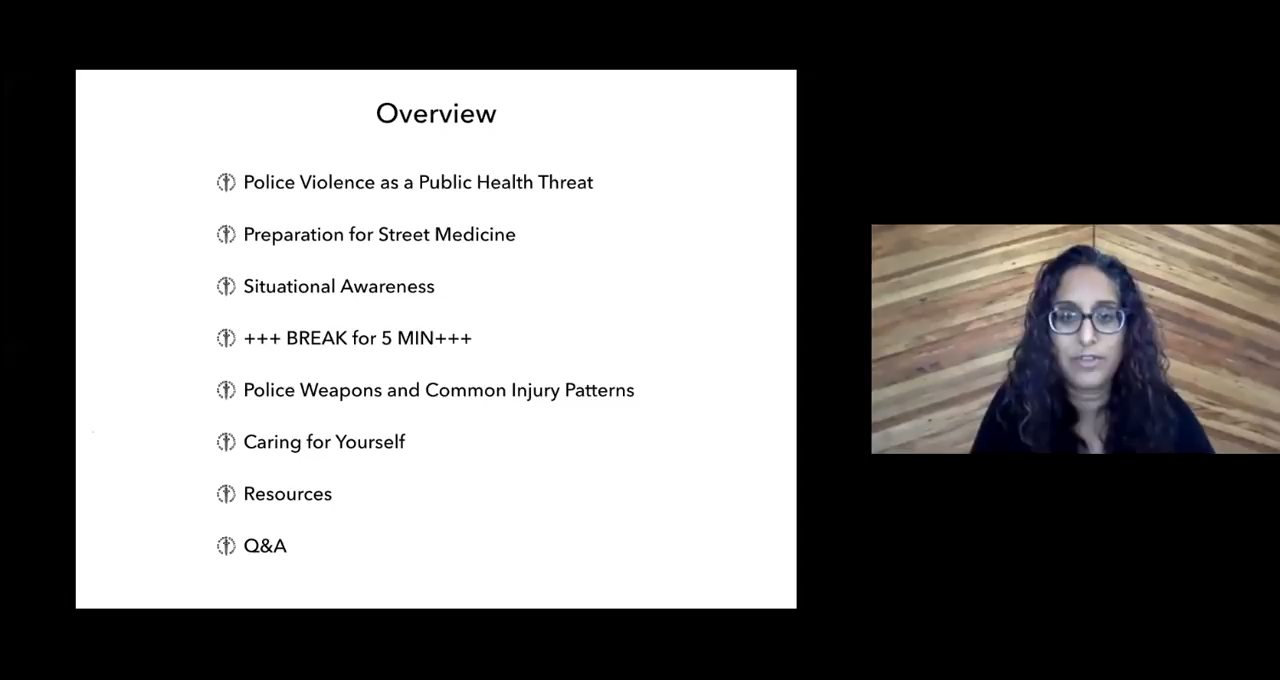 Overview
Police Violence as a Public Health Threat
Preparation for Street Medicine
Situational Awareness
+++ BREAK for 5 MIN+++
Police Weapons and Common Injury Patterns
Caring for Yourself
Resources
Q&A